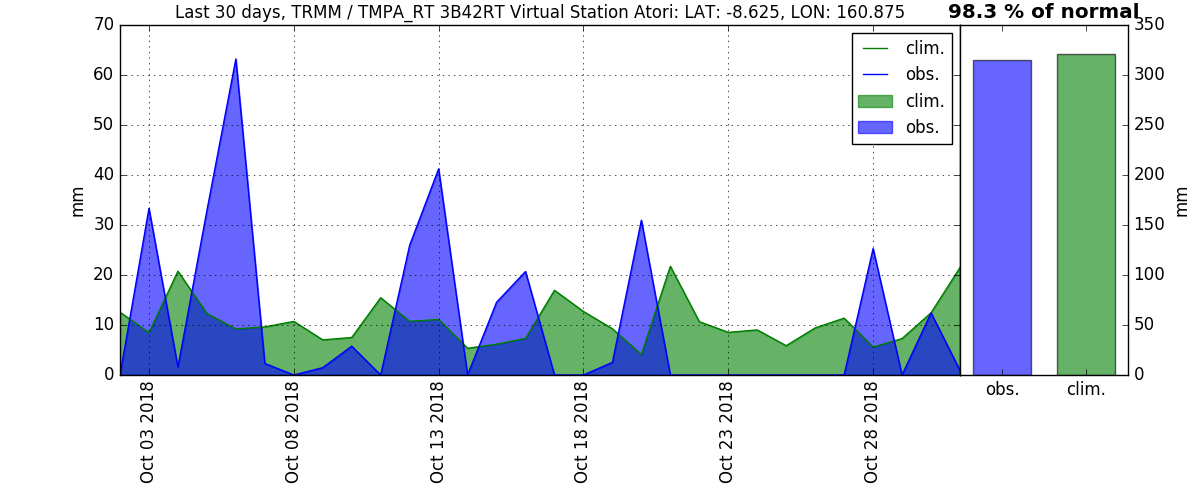 Last 30 days, TRMM / TMPA_RT 3B42RT Virtual Station Atori: LAT: -8.625, LON: 160.875
98.3 % of normal
70
60
50
40
30
20
10
0
mm
clim.
obs.
clim.
obs.
350
300
250
200
150
100
50
0
mm
Oct 03 2018
Oct 08 2018
Oct 13 2018
Oct 18 2018
Oct 23 2018
Oct 28 2018
obs.
clim.